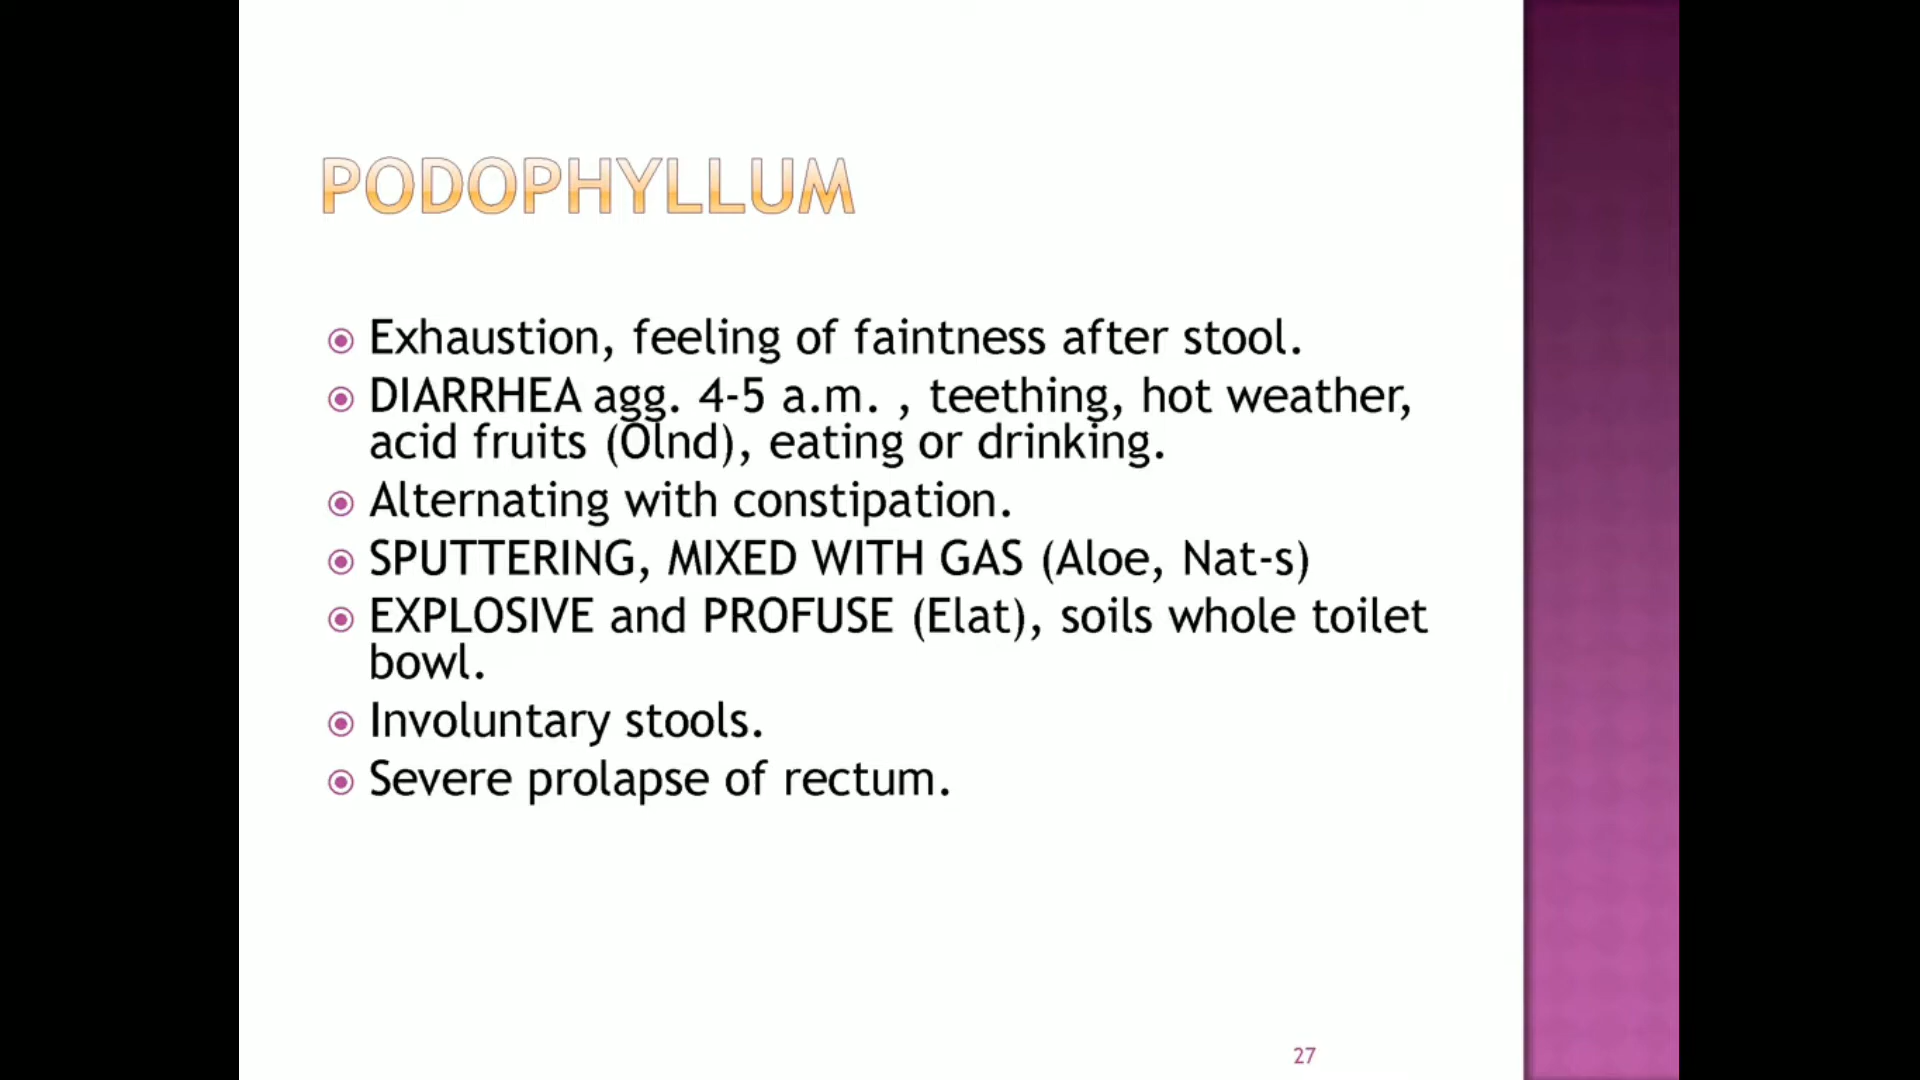 PODOPHYLLUM
Exhaustion, feeling of faintness after stool.
DIARRHEA agg. 4-5 a.m. , teething, hot weather,
acid fruits (Olnd), eating or drinking.
Alternating with constipation.
SPUTTERING, MIXED WITH GAS (Aloe, Nat-s)
EXPLOSIVE and PROFUSE (Elat), soils whole toilet
bowl.
Involuntary stools.
Severe prolapse of rectum.
27